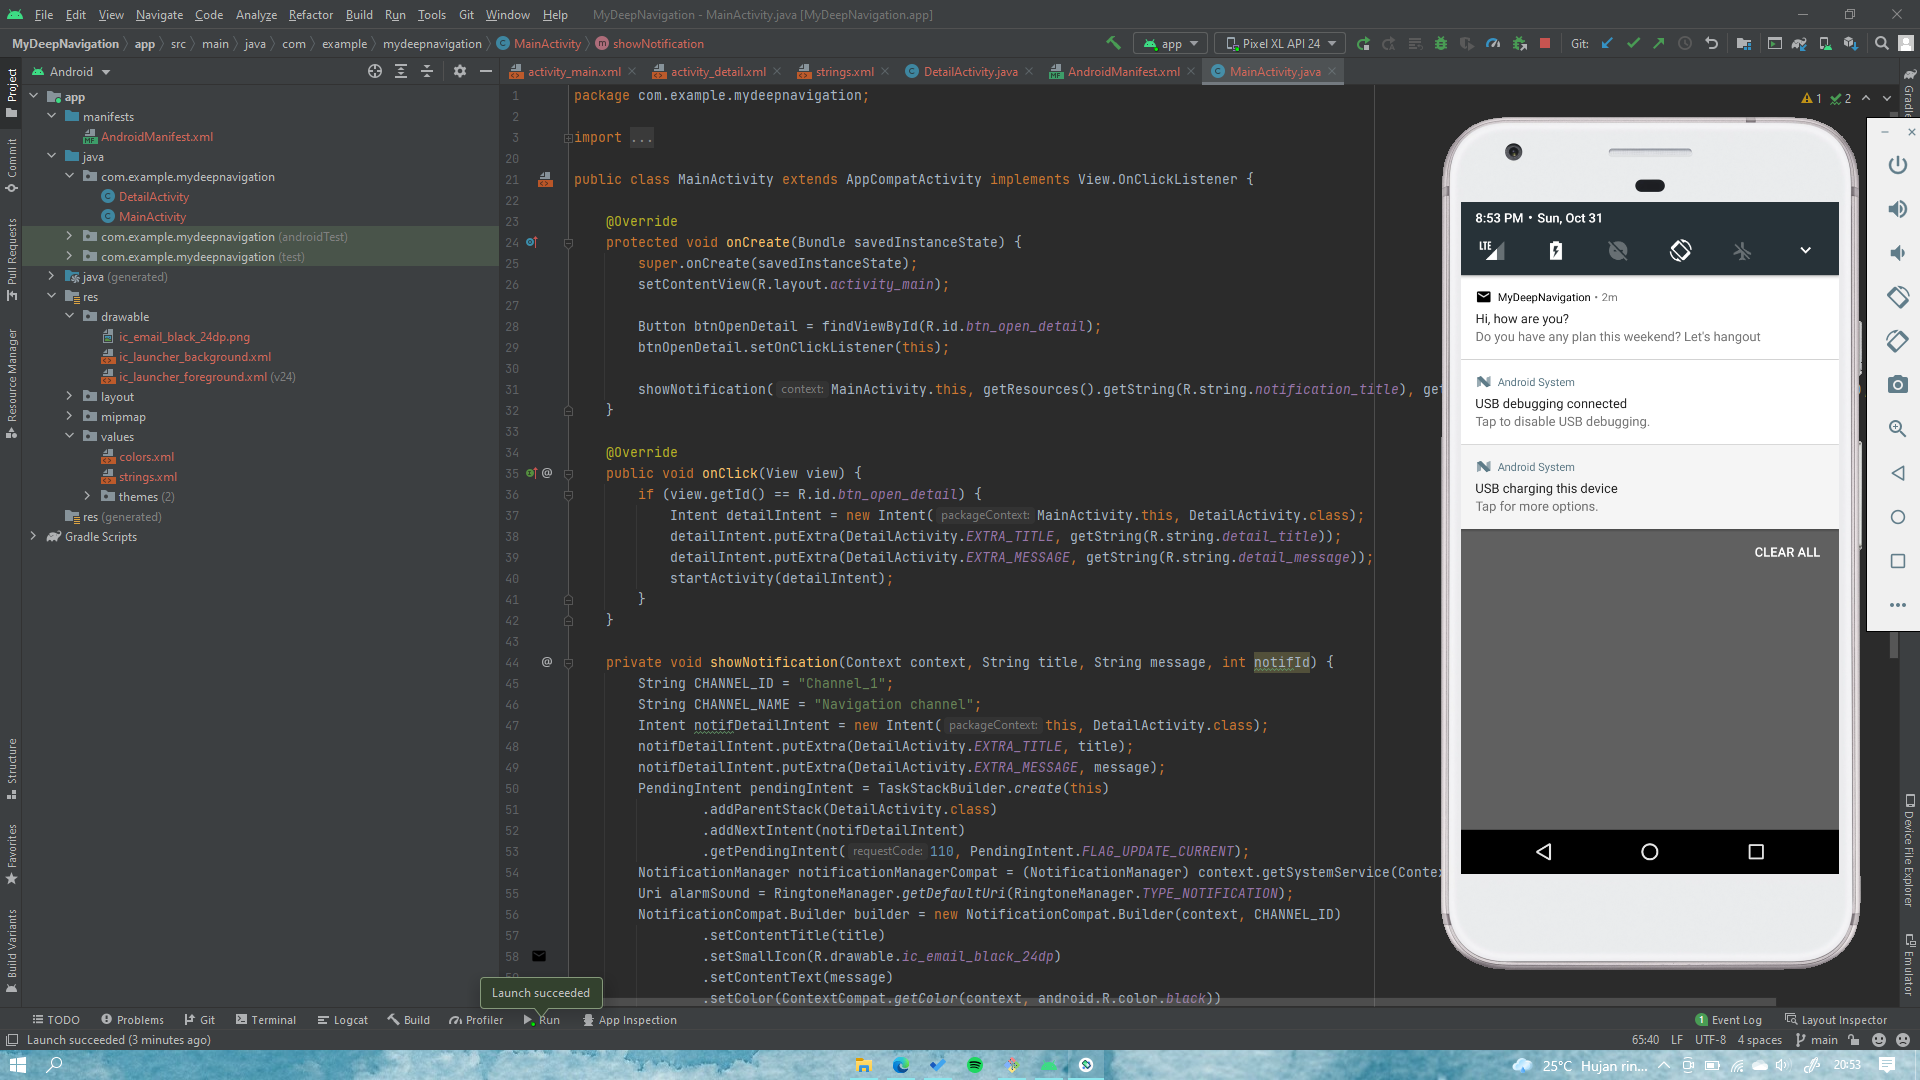 File Edit View Navigate Code Analyze Refactor Build Run Tools Git Window Help MyDeepNavigation - MainActivity.java [MyDeepNavigation.app]
MyDeepNavigation app src main java com example mydeepnavigation MainActivity showNotification app Pixel XL API 24 Git:
Android
activity_main.xml activity_detail.xml strings.xml DetailActivity.java AndroidManifest.xml MainActivity.java
Project
Commit
Pull Requests
Resource Manager
Structure
Favorites
Build Variants
app
manifests
AndroidManifest.xml
java
com.example.mydeepnavigation
DetailActivity
MainActivity
com.example.mydeepnavigation (androidTest)
com.example.mydeepnavigation (test)
java (generated)
res
drawable
ic_email_black_24dp.png
ic_launcher_background.xml
ic_launcher_foreground.xml (v24)
layout
mipmap
values
colors.xml
strings.xml
themes (2)
res (generated)
Gradle Scripts
1 package com.example.mydeepnavigation;
2
3 import ...
20
21 public class MainActivity extends AppCompatActivity implements View.OnClickListener {
22
23 @Override
24 protected void onCreate(Bundle savedInstanceState) {
25 super.onCreate(savedInstanceState);
26 setContentView(R.layout.activity_main);
27
28 Button btnOpenDetail = findViewById(R.id.btn_open_detail);
29 btnOpenDetail.setOnClickListener(this);
30
31 showNotification( context: MainActivity.this, getResources().getString(R.string.notification_title), get
32 }
33
34 @Override
35 @ public void onClick(View view) {
36 if (view.getId() == R.id.btn_open_detail) {
37 Intent detailIntent = new Intent( packageContext: MainActivity.this, DetailActivity.class);
38 detailIntent.putExtra(DetailActivity.EXTRA_TITLE, getString(R.string.detail_title));
39 detailIntent.putExtra(DetailActivity.EXTRA_MESSAGE, getString(R.string.detail_message));
40 startActivity(detailIntent);
41 }
42 }
43
44 @ private void showNotification(Context context, String title, String message, int notifId) {
45 String CHANNEL_ID = "Channel_1";
46 String CHANNEL_NAME = "Navigation channel";
47 Intent notifDetailIntent = new Intent( packageContext: this, DetailActivity.class);
48 notifDetailIntent.putExtra(DetailActivity.EXTRA_TITLE, title);
49 notifDetailIntent.putExtra(DetailActivity.EXTRA_MESSAGE, message);
50 PendingIntent pendingIntent = TaskStackBuilder.create(this)
51 .addParentStack(DetailActivity.class)
52 .addNextIntent(notifDetailIntent)
53 .getPendingIntent( requestCode: 110, PendingIntent.FLAG_UPDATE_CURRENT);
54 NotificationManager notificationManagerCompat = (NotificationManager) context.getSystemService(Conte
55 Uri alarmSound = RingtoneManager.getDefaultUri(RingtoneManager.TYPE_NOTIFICATION);
56 NotificationCompat.Builder builder = new NotificationCompat.Builder(context, CHANNEL_ID)
57 .setContentTitle(title)
58 .setSmallIcon(R.drawable.ic_email_black_24dp)
.setContentText(message)
.setColor(ContextCompat.getColor(context, android.R.color.black))
1 2
8:53 PM • Sun, Oct 31
LTE
MyDeepNavigation • 2m
Hi, how are you?
Do you have any plan this weekend? Let's hangout
Android System
USB debugging connected
Tap to disable USB debugging.
Android System
USB charging this device
Tap for more options.
CLEAR ALL
Gradle
Device File Explorer
Emulator
Launch succeeded
TODO Problems Git Terminal Logcat Build Profiler Run App Inspection 1 Event Log Layout Inspector
Launch succeeded (3 minutes ago) 65:40 LF UTF-8 4 spaces main
25°C Hujan rin... 20:53